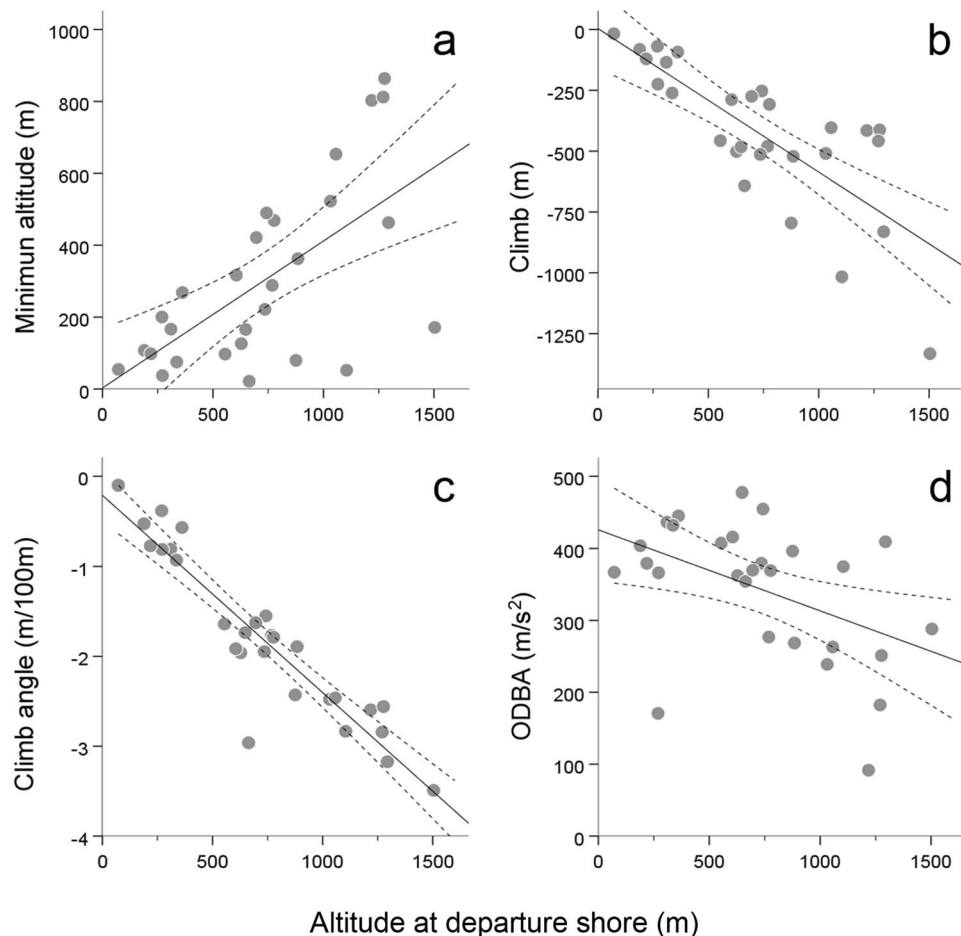 a
Minimun altitude (m)
1000
800
600
400
200
0
0 500 1000 1500
b
Climb (m)
0
-250
-500
-750
-1000
-1250
0 500 1000 1500
c
Climb angle (m/100m)
0
-1
-2
-3
-4
0 500 1000 1500
d
ODBA (m/s²)
500
400
300
200
100
0
0 500 1000 1500
Altitude at departure shore (m)